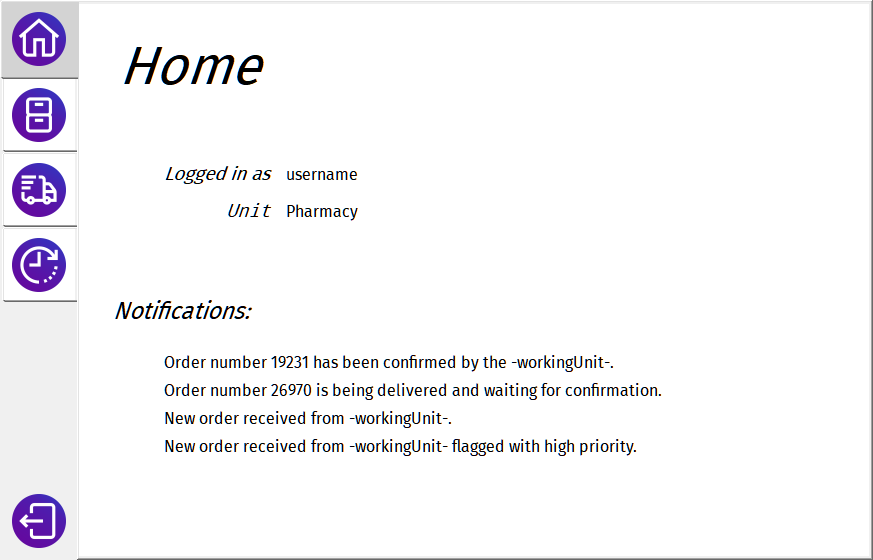 Home
Logged in as username
Unit Pharmacy
Notifications:
Order number 19231 has been confirmed by the -workingUnit-.
Order number 26970 is being delivered and waiting for confirmation.
New order received from -workingUnit-.
New order received from -workingUnit- flagged with high priority.